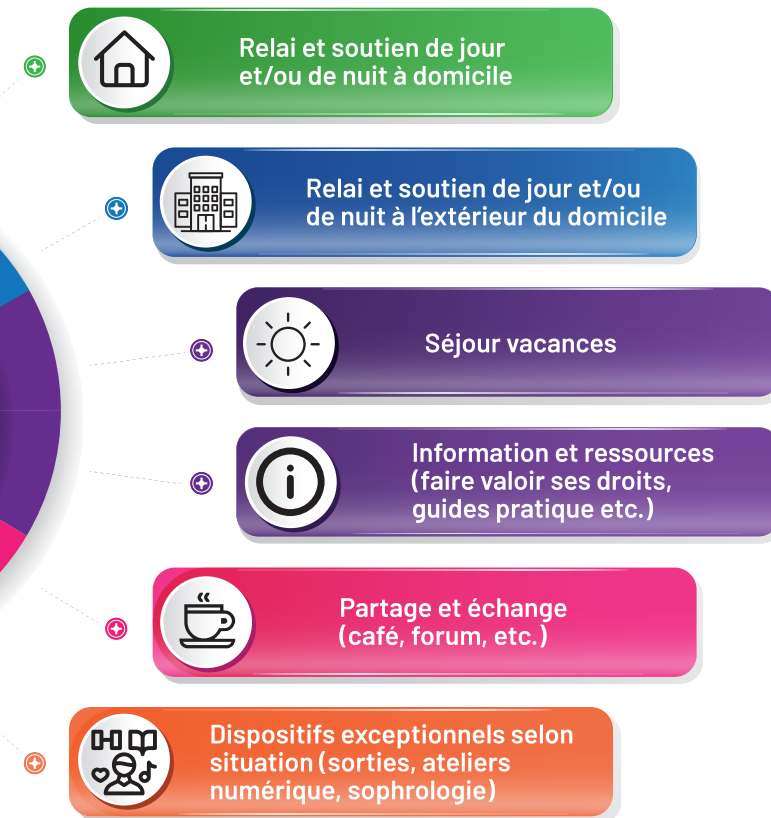 Relai et soutien de jour
et/ou de nuit à domicile
Relai et soutien de jour et/ou
de nuit à l’extérieur du domicile
Séjour vacances
Information et ressources
(faire valoir ses droits,
guides pratique etc.)
Partage et échange
(café, forum, etc.)
Dispositifs exceptionnels selon
situation (sorties, ateliers
numérique, sophrologie)